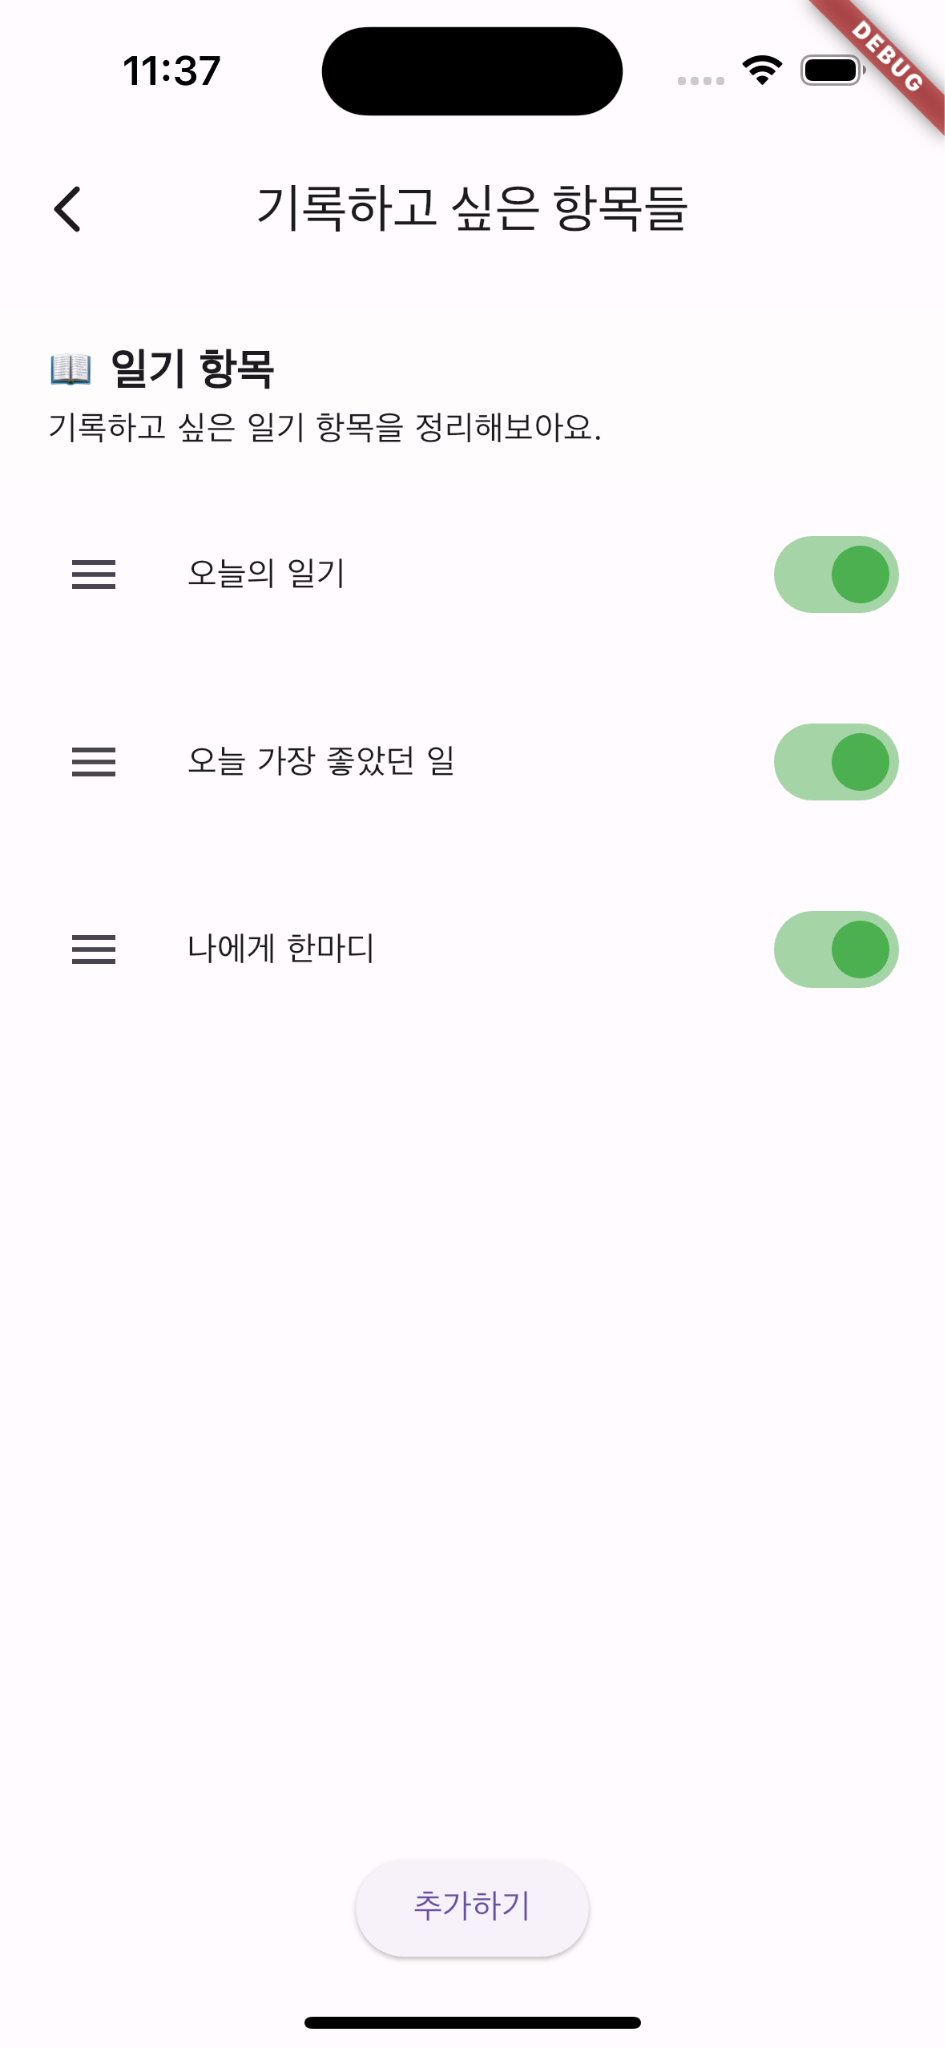 11:37
DEBUG
기록하고 싶은 항목들
📖 일기 항목
기록하고 싶은 일기 항목을 정리해보아요.
오늘의 일기
오늘 가장 좋았던 일
나에게 한마디
추가하기